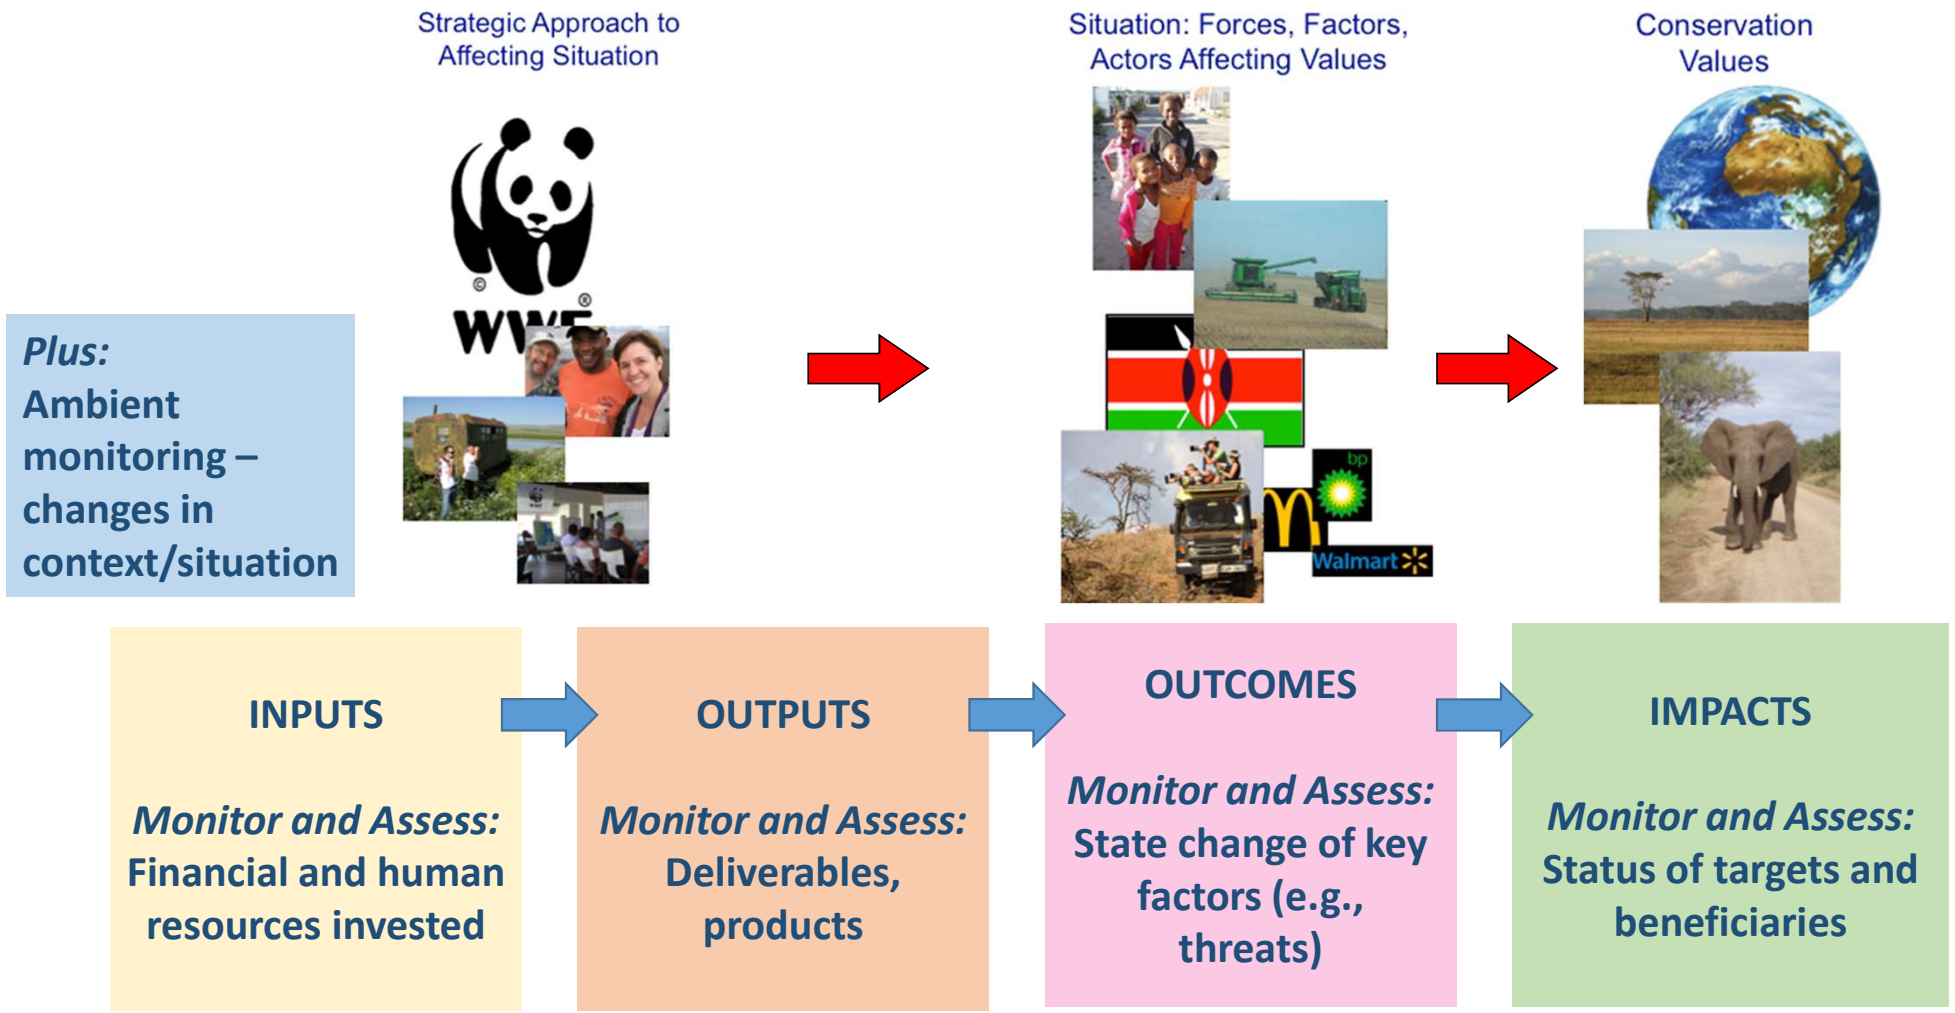 Strategic Approach to
Affecting Situation
Situation: Forces, Factors,
Actors Affecting Values
Conservation
Values
©
®
WWF
Plus:
Ambient
monitoring –
changes in
context/situation
WWF
bp
Walmart
INPUTS
Monitor and Assess:
Financial and human
resources invested
OUTPUTS
Monitor and Assess:
Deliverables,
products
OUTCOMES
Monitor and Assess:
State change of key
factors (e.g.,
threats)
IMPACTS
Monitor and Assess:
Status of targets and
beneficiaries